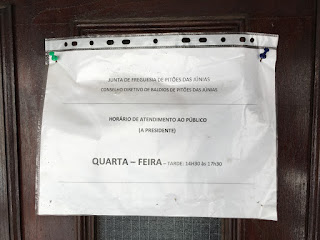 JUNTA DE FREGUESIA DE PITÕES DAS JÚNIAS
CONSELHO DIRETIVO DE BALDIOS DE PITÕES DAS JÚNIAS
HORÁRIO DE ATENDIMENTO AO PÚBLICO
(A PRESIDENTE)
QUARTA – FEIRA – TARDE: 14H30 às 17h30